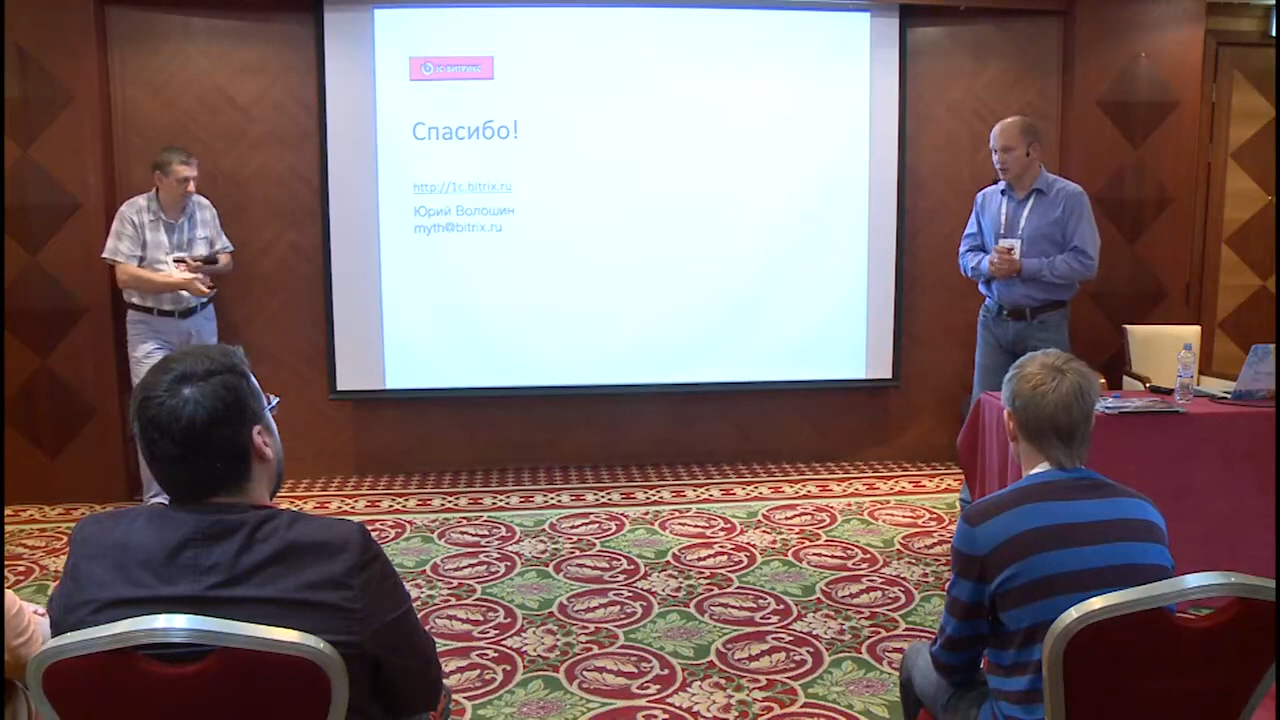 1С-БИТРИКС
Спасибо!
http://1c.bitrix.ru
Юрий Волошин
myth@bitrix.ru